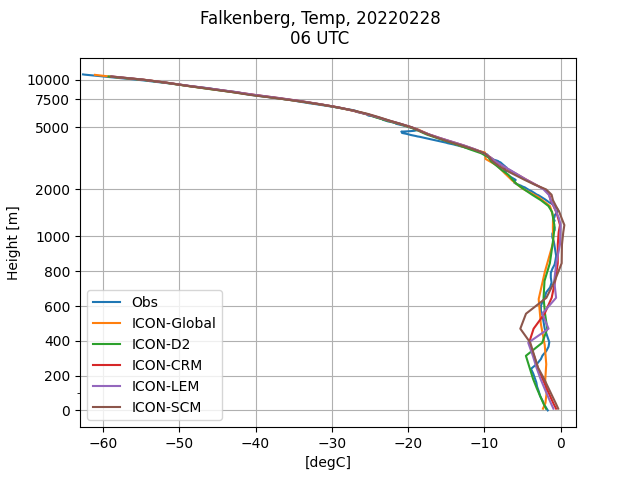 Falkenberg, Temp, 20220228
06 UTC
10000
7500
5000
2000
1000
800
600
400
200
0
Height [m]
Obs
ICON-Global
ICON-D2
ICON-CRM
ICON-LEM
ICON-SCM
−60 −50 −40 −30 −20 −10 0
[degC]